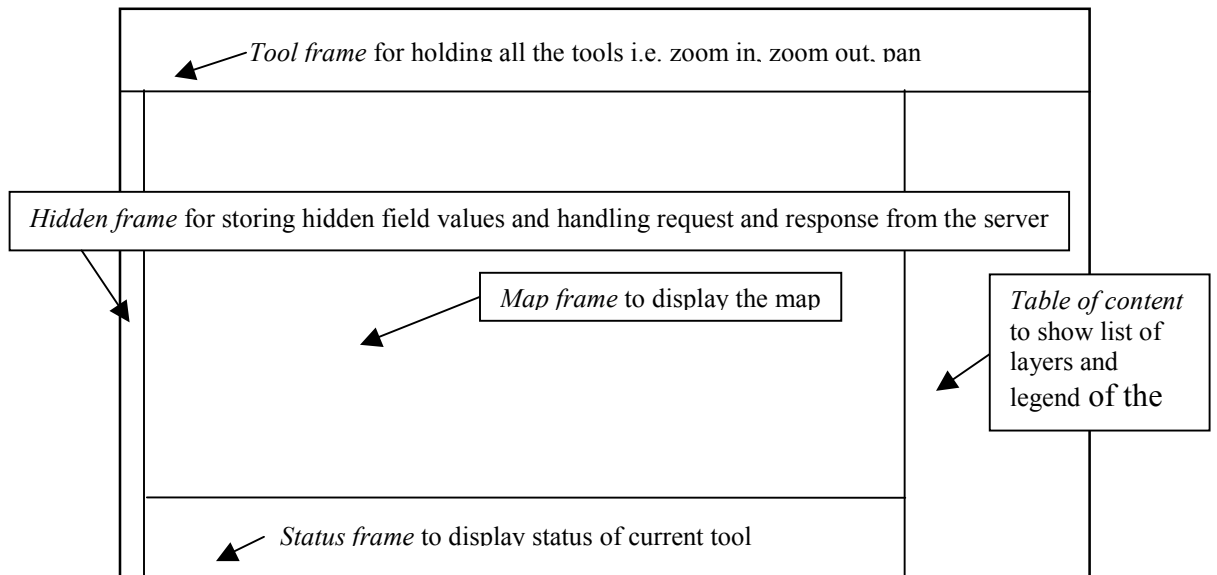 Tool frame for holding all the tools i.e. zoom in, zoom out, pan
Hidden frame for storing hidden field values and handling request and response from the server
Map frame to display the map
Table of content
to show list of
layers and
legend of the
Status frame to display status of current tool